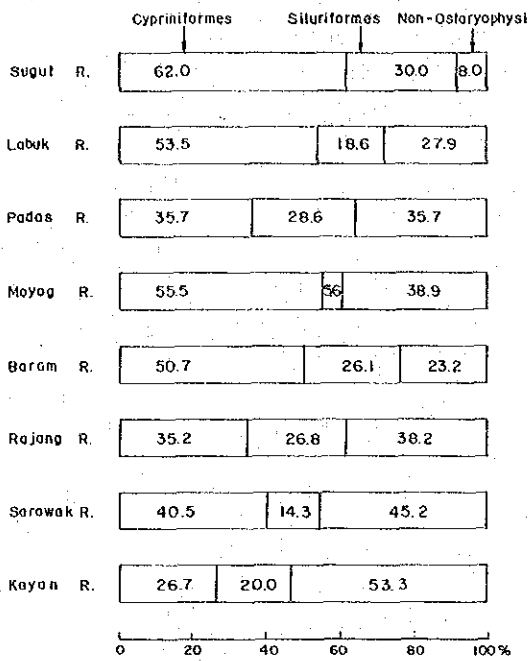 Cypriniformes Siluriformes Non-Ostaryophysi
Sugut R. 62.0 30.0 8.0
Labuk R. 53.5 18.6 27.9
Padas R. 35.7 28.6 35.7
Moyog R. 55.5 56 38.9
Baram R. 50.7 26.1 23.2
Rajang R. 35.2 26.8 38.2
Sarawak R. 40.5 14.3 45.2
Kayan R. 26.7 20.0 53.3
0 20 40 60 80 100%